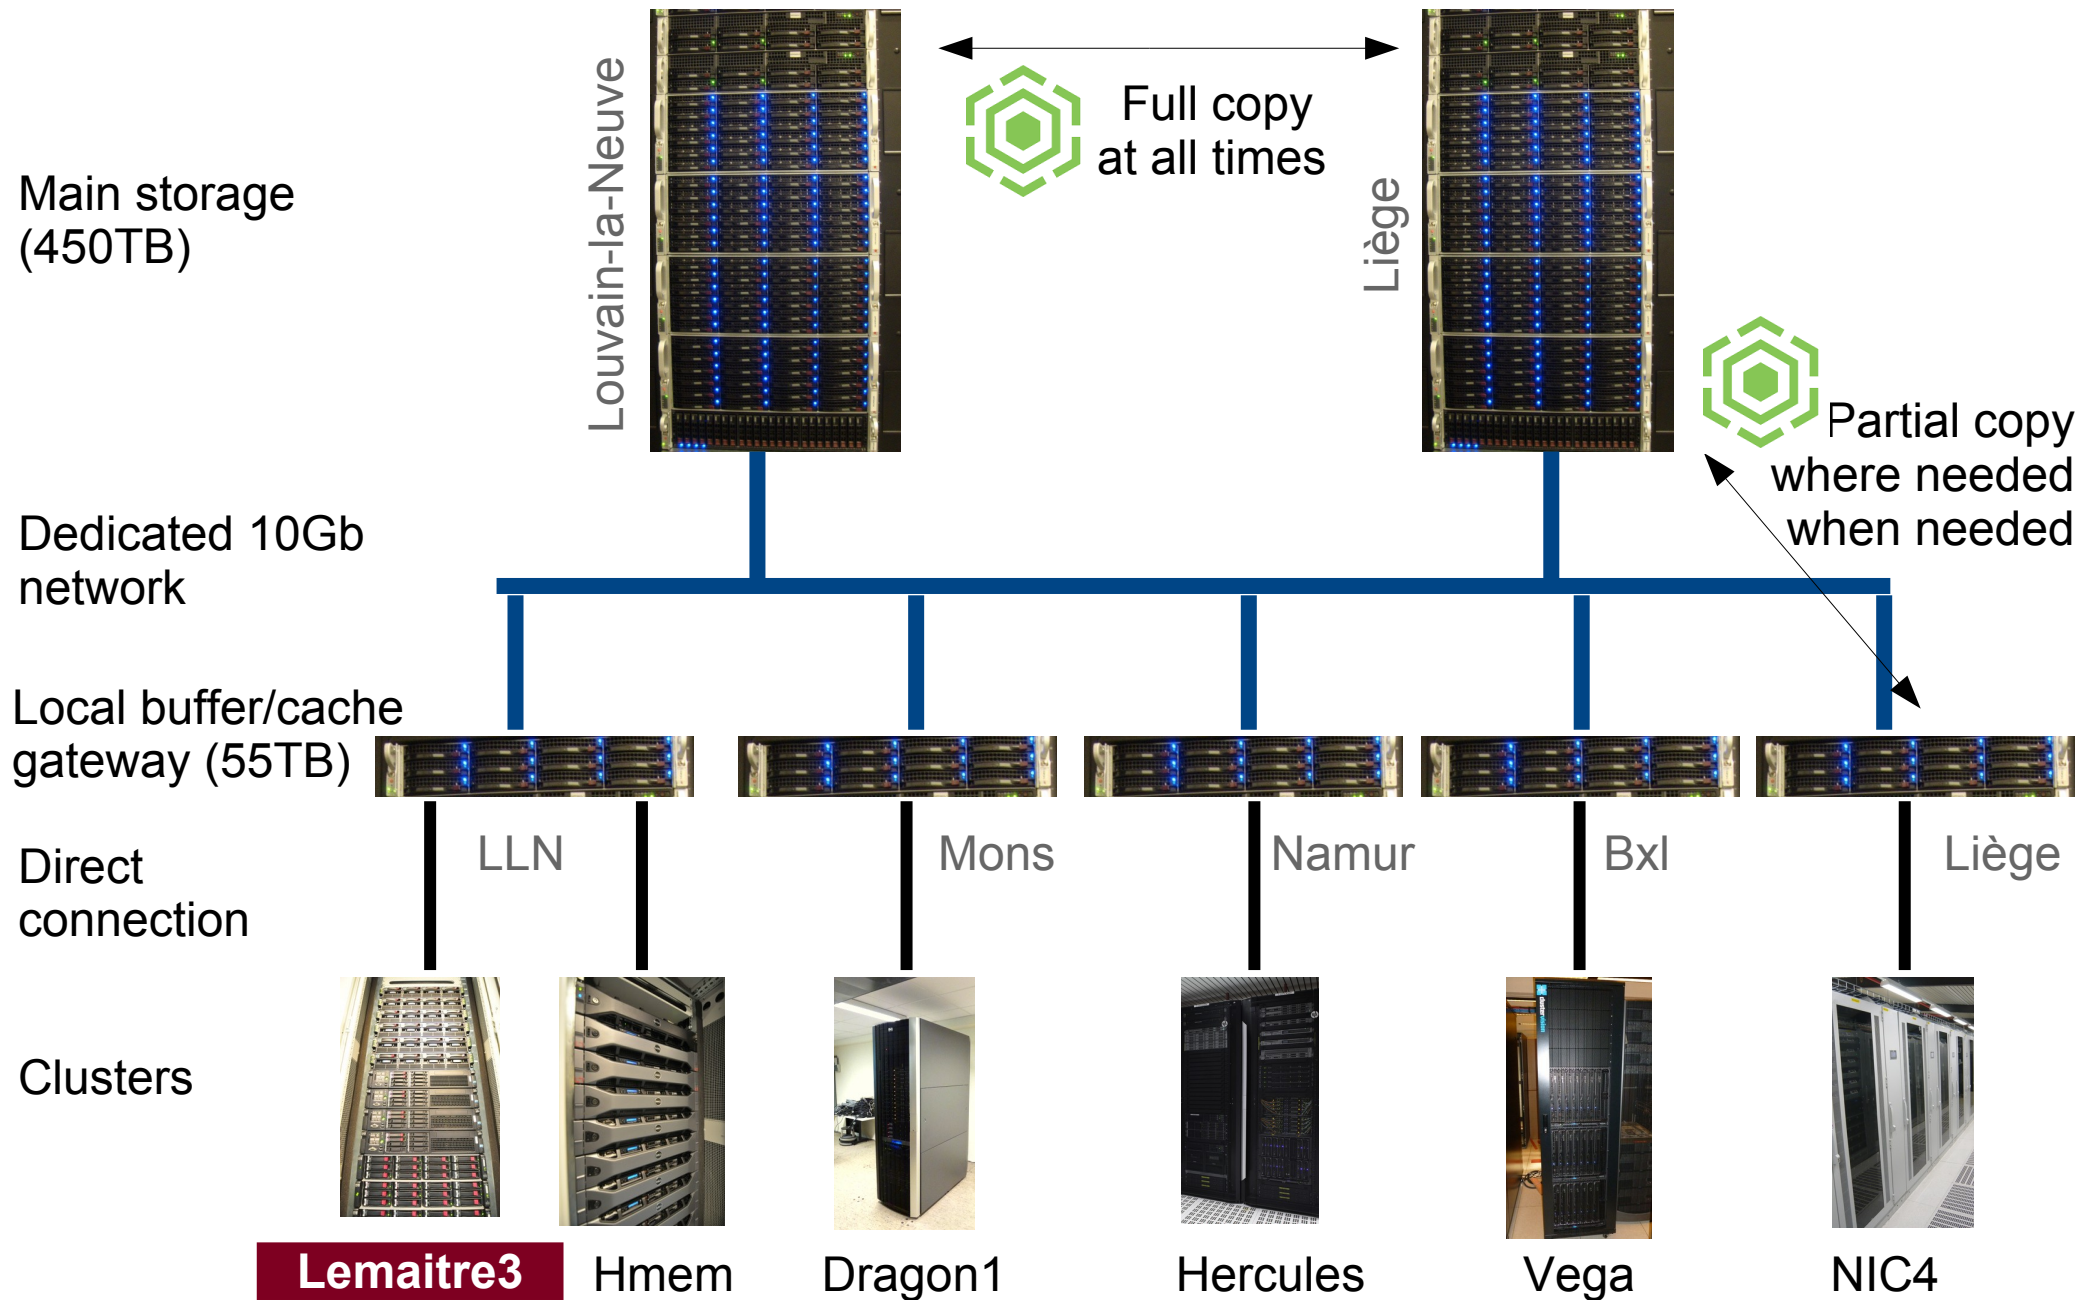 Louvain-la-Neuve
Full copy
at all times
Liège
Main storage
(450TB)
Partial copy
where needed
when needed
Dedicated 10Gb
network
Local buffer/cache
gateway (55TB)
LLN
Mons
Namur
Bxl
Liège
Direct
connection
Clusters
clustervision
Lemaitre3
Hmem
Dragon1
Hercules
Vega
NIC4